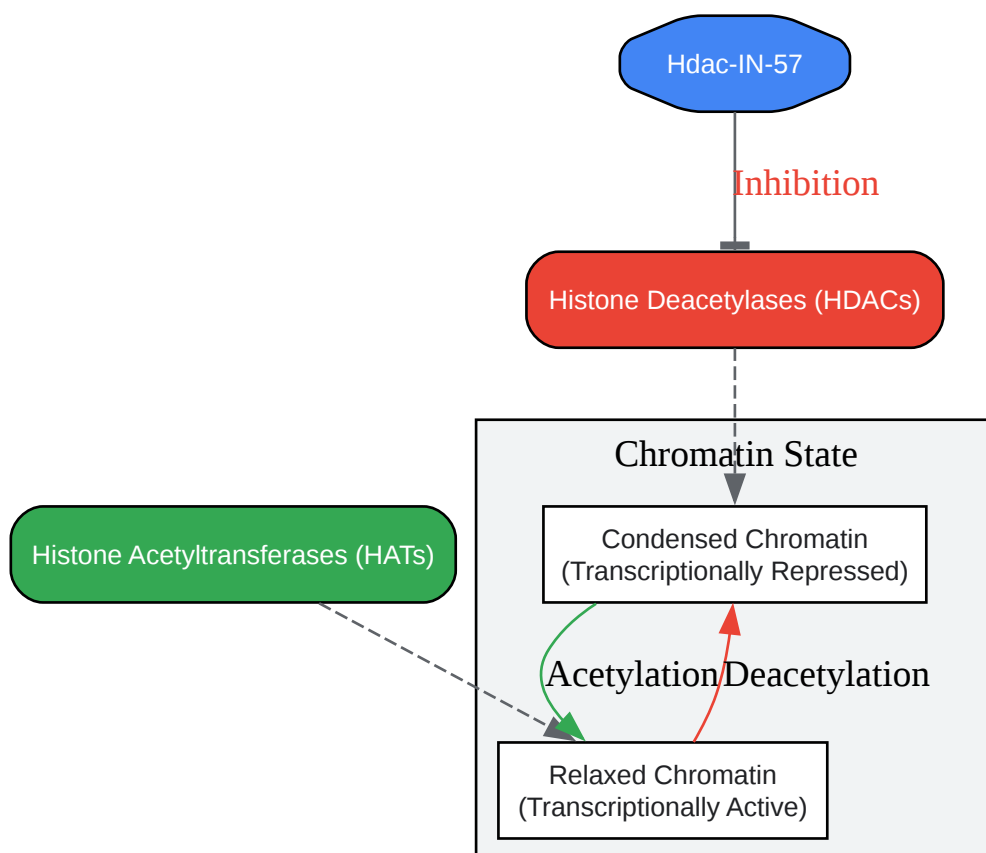 Hdac-IN-57
Inhibition
Histone Deacetylases (HDACs)
Chromatin State
Histone Acetyltransferases (HATs)
Condensed Chromatin
(Transcriptionally Repressed)
Acetylation
Deacetylation
Relaxed Chromatin
(Transcriptionally Active)